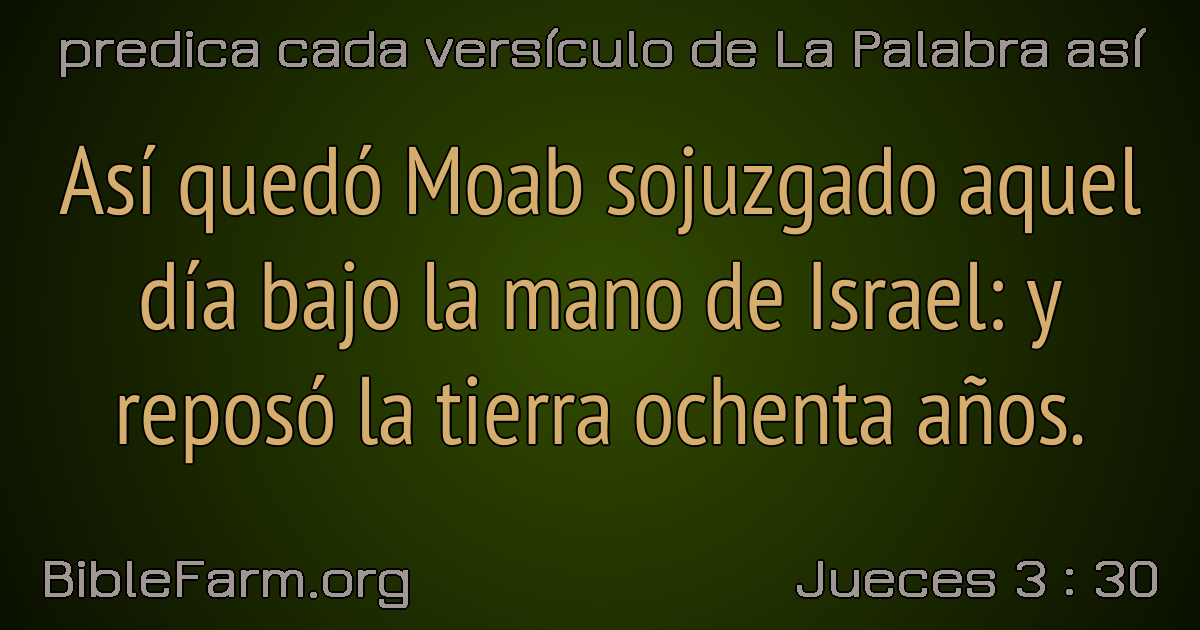 predica cada versículo de La Palabra así
Así quedó Moab sojuzgado aquel
día bajo la mano de Israel: y
reposó la tierra ochenta años.
BibleFarm.org
Jueces 3 : 30